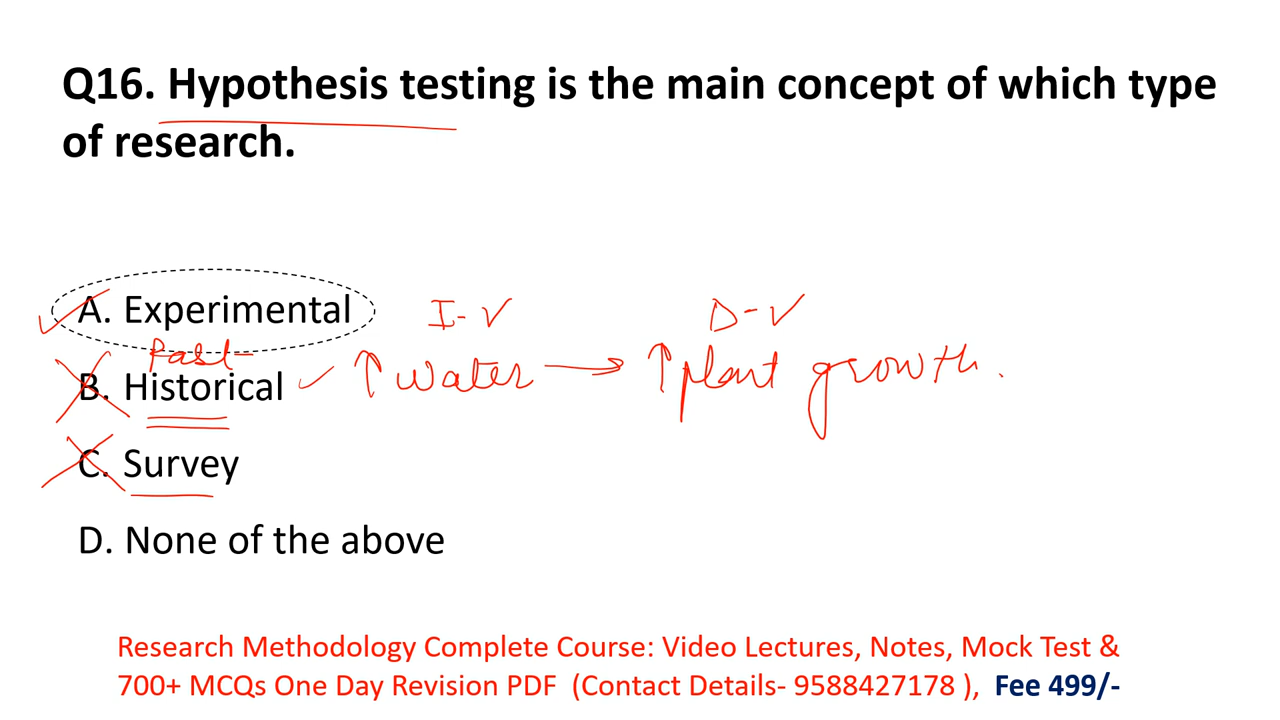 Q16. Hypothesis testing is the main concept of which type
of research.
A. Experimental
I-V
D-V
Past
B. Historical
↑ water → ↑ plant growth.
C. Survey
D. None of the above
Research Methodology Complete Course: Video Lectures, Notes, Mock Test &
700+ MCQs One Day Revision PDF (Contact Details- 9588427178 ), Fee 499/-